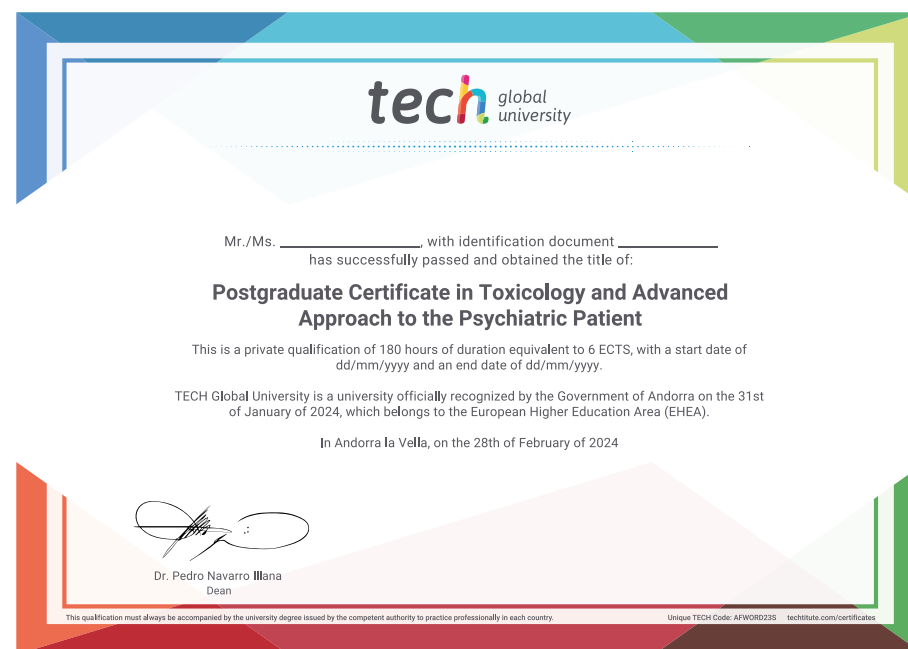 tech global
university
Mr./Ms. ____________________, with identification document ______________
has successfully passed and obtained the title of:
Postgraduate Certificate in Toxicology and Advanced
Approach to the Psychiatric Patient
This is a private qualification of 180 hours of duration equivalent to 6 ECTS, with a start date of
dd/mm/yyyy and an end date of dd/mm/yyyy.
TECH Global University is a university officially recognized by the Government of Andorra on the 31st
of January of 2024, which belongs to the European Higher Education Area (EHEA).
In Andorra la Vella, on the 28th of February of 2024
Dr. Pedro Navarro Illana
Dean
This qualification must always be accompanied by the university degree issued by the competent authority to practice professionally in each country. Unique TECH Code: AFWORD23S techtitute.com/certificates